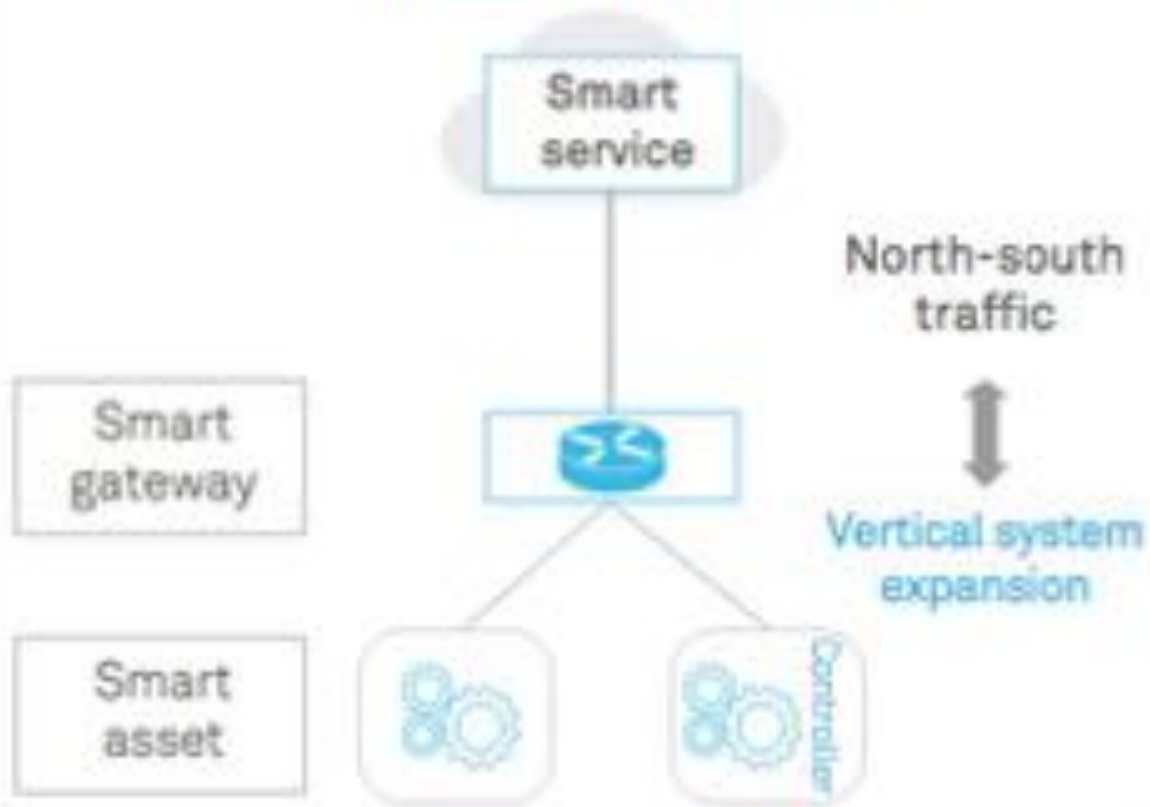 Smart
service
North-south
traffic
Smart
gateway
Vertical system
expansion
Smart
asset
Controller